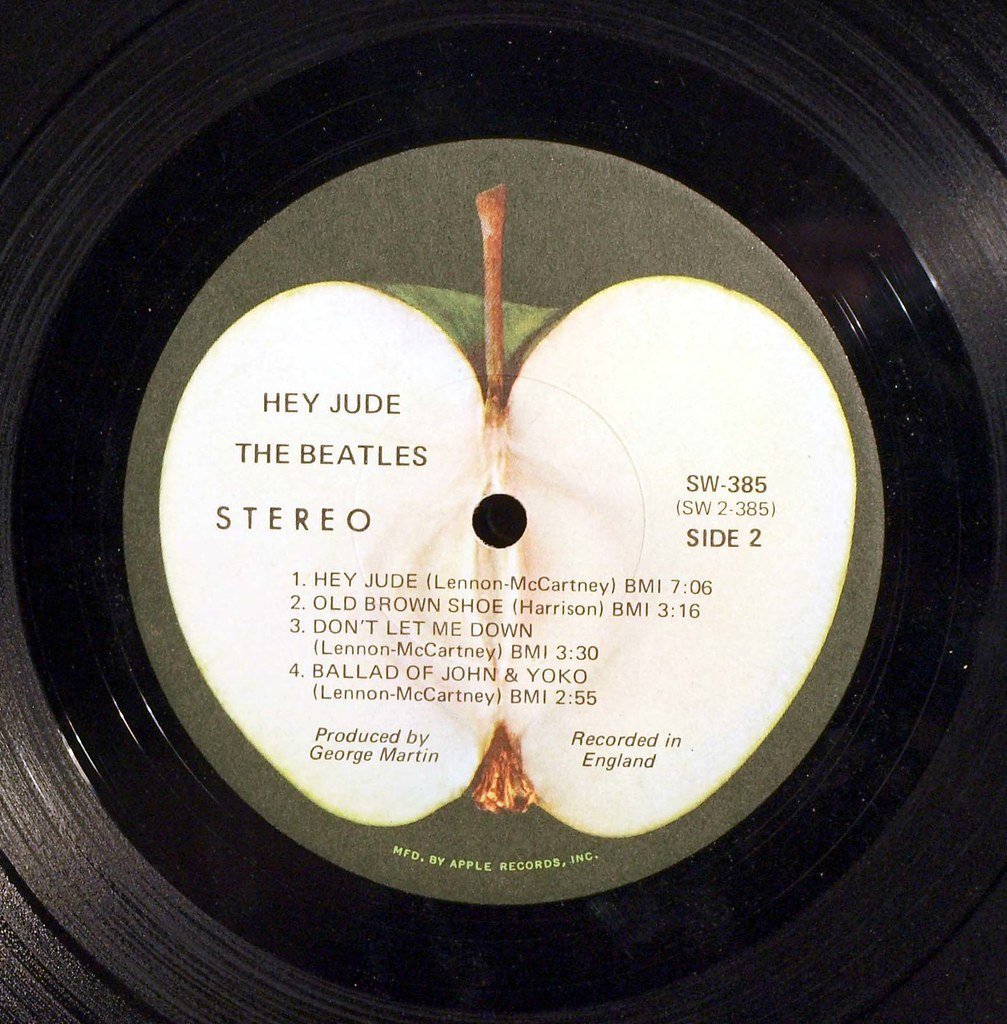 HEY JUDE
THE BEATLES
STEREO
SW-385
(SW 2-385)
SIDE 2
1. HEY JUDE (Lennon-McCartney) BMI 7:06
2. OLD BROWN SHOE (Harrison) BMI 3:16
3. DON'T LET ME DOWN
(Lennon-McCartney) BMI 3:30
4. BALLAD OF JOHN & YOKO
(Lennon-McCartney) BMI 2:55
Produced by
George Martin
Recorded in
England
MFD. BY APPLE RECORDS, INC.